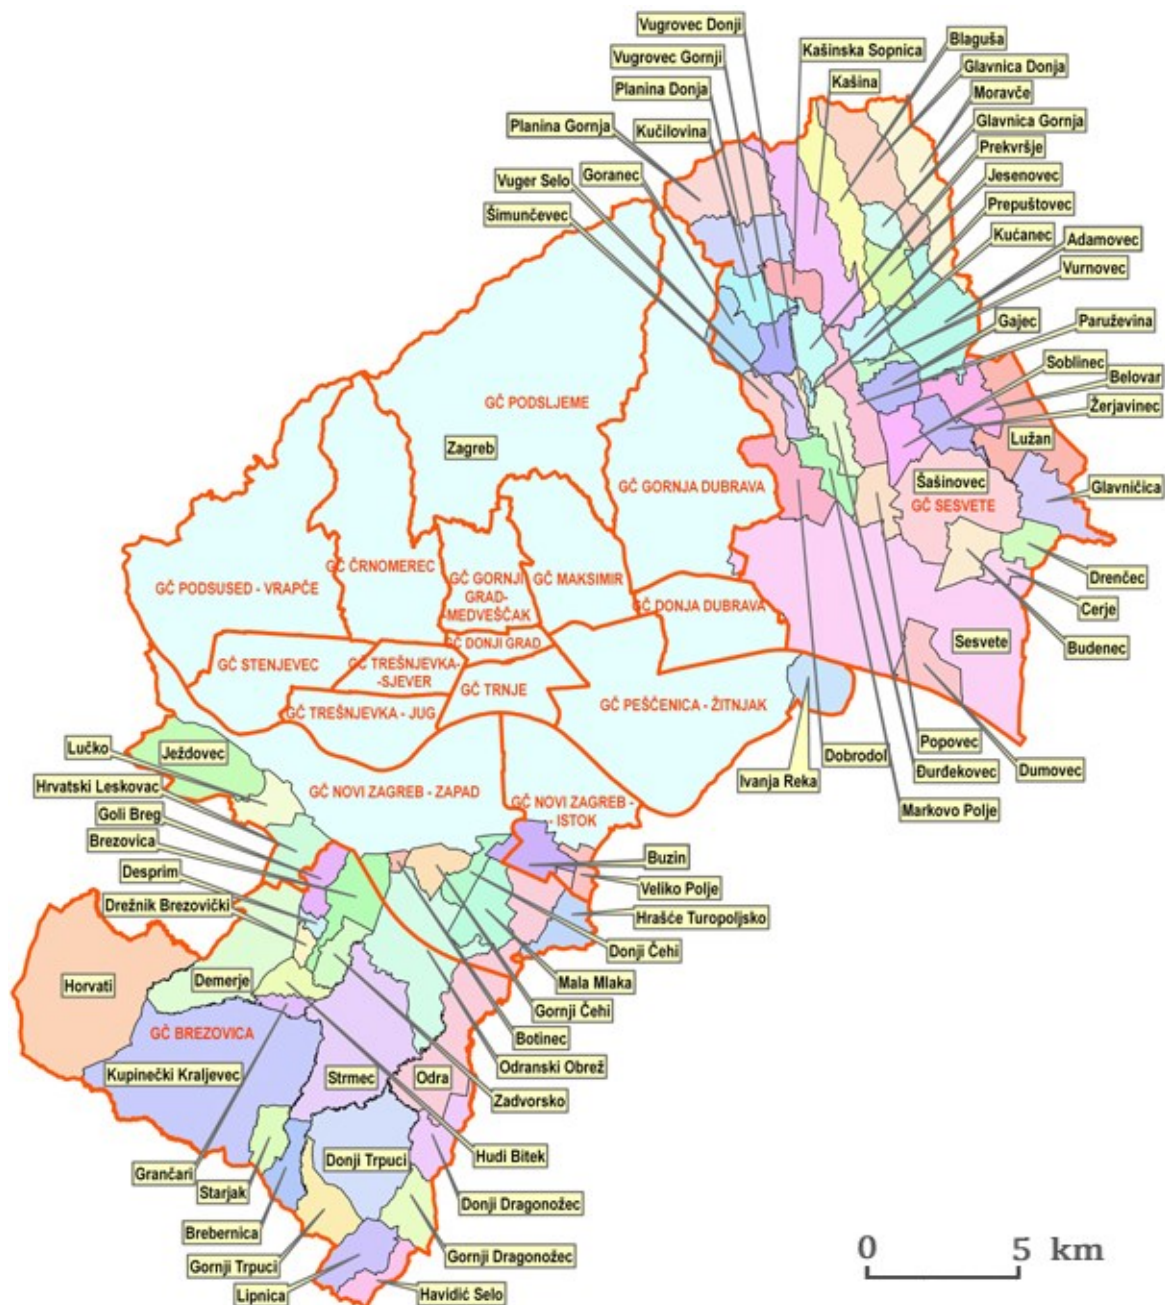 Vugrovec Donji
Vugrovec Gornji
Planina Donja
Kučilovina
Planina Gornja
Goranec
Vuger Selo
Šimunčevec
Kašinska Sopnica
Kašina
Blaguša
Glavnica Donja
Moravče
Glavnica Gornja
Prekvršje
Jesenovec
Prepuštovec
Kućanec
Adamovec
Vurnovec
Gajec
Paruževina
Soblinec
Belovar
Žerjavinec
Lužan
Šašinovec
Glavničica
GČ SESVETE
Drenčec
Cerje
Budenec
Sesvete
GČ PODSLJEME
Zagreb
GČ GORNJA DUBRAVA
GČ ČRNOMEREC
GČ PODSUSED - VRAPČE
GČ GORNJI
GRAD-
-MEDVEŠČAK
GČ MAKSIMIR
GČ DONJA DUBRAVA
GČ DONJI GRAD
GČ STENJEVEC
GČ TREŠNJEVKA-
-SJEVER
GČ TRNJE
GČ TREŠNJEVKA - JUG
GČ PEŠČENICA - ŽITNJAK
Ivanja Reka
Dobrodol
Popovec
Đurđekovec
Dumovec
Markovo Polje
Lučko
Ježdovec
Hrvatski Leskovac
Goli Breg
Brezovica
Desprim
Drežnik Brezovički
GČ NOVI ZAGREB - ZAPAD
GČ NOVI ZAGREB -
- ISTOK
Buzin
Veliko Polje
Hrašće Turopoljsko
Donji Čehi
Mala Mlaka
Gornji Čehi
Botinec
Odranski Obrež
Zadvorsko
Horvati
Demerje
GČ BREZOVICA
Kupinečki Kraljevec
Strmec
Odra
Hudi Bitek
Grančari
Starjak
Donji Trpuci
Donji Dragonožec
Brebernica
Gornji Trpuci
Gornji Dragonožec
Lipnica
Havidić Selo
0 5 km